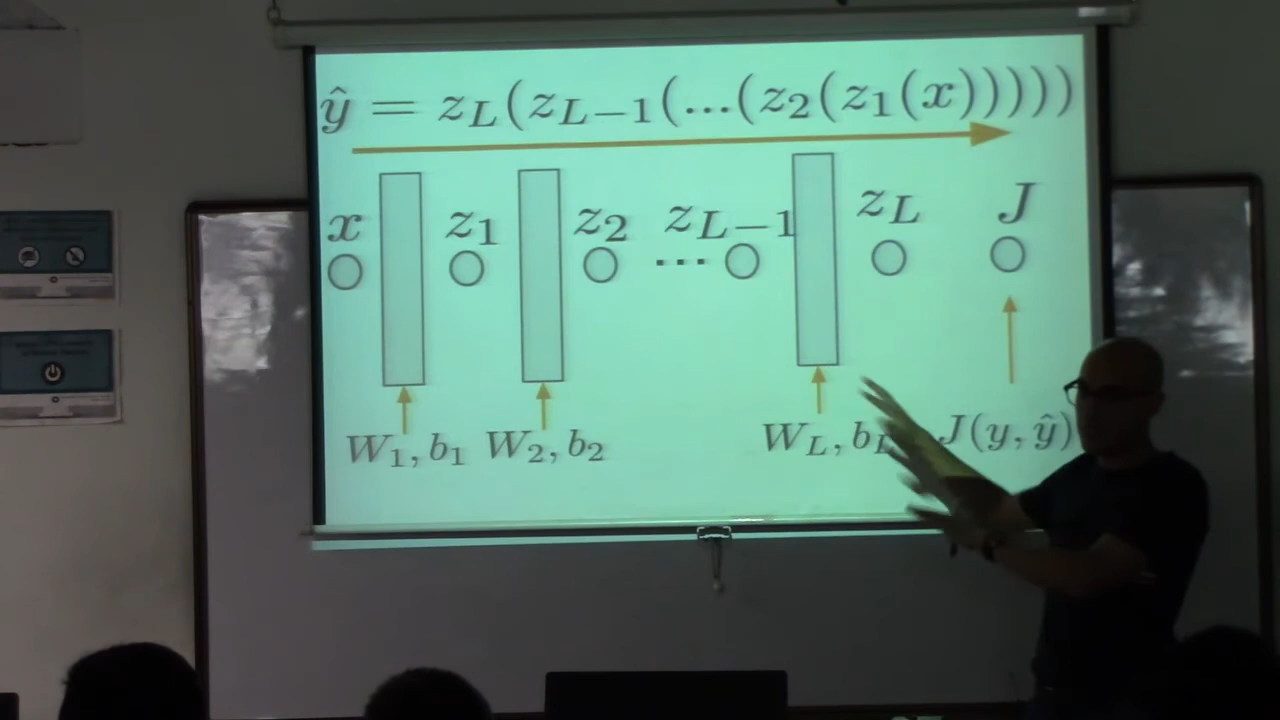 ŷ = z_L(z_{L−1}(...(z_2(z_1(x)))))
x z_1 z_2 ... z_{L−1} z_L J
W_1, b_1 W_2, b_2 W_L, b_L J(y, ŷ)